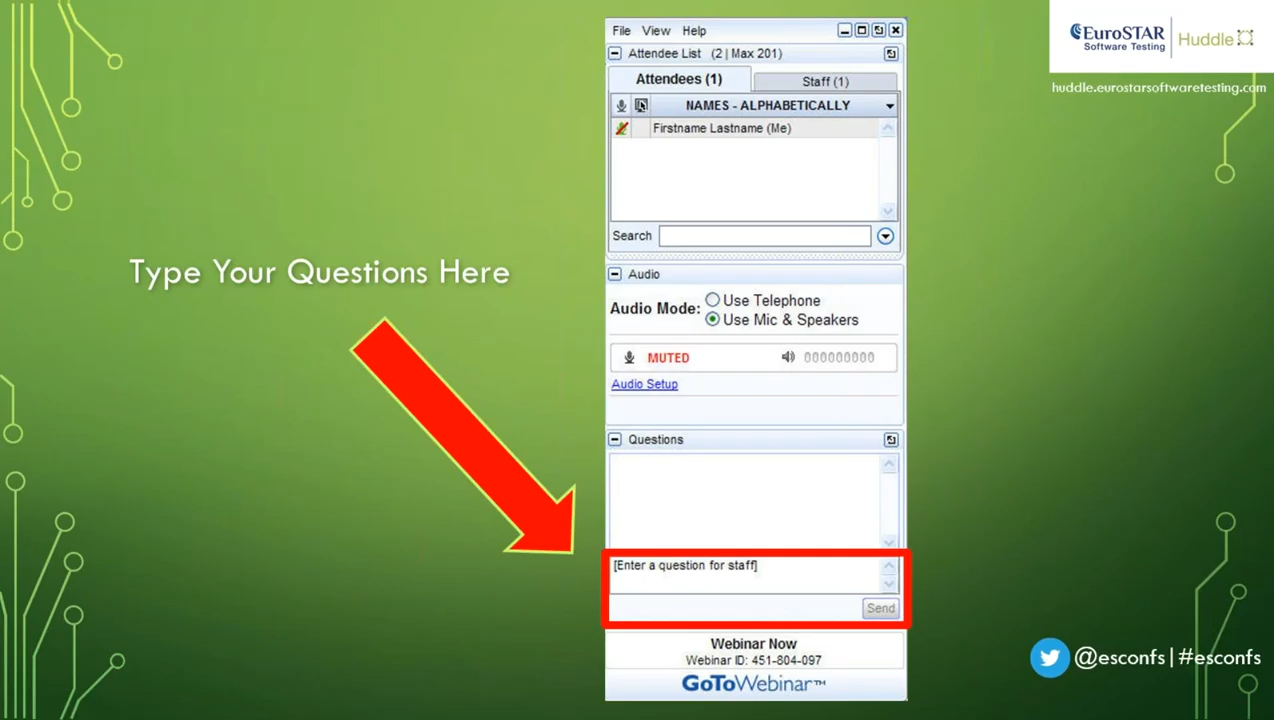 File View Help
Attendee List (2 | Max 201)
Attendees (1)
Staff (1)
NAMES - ALPHABETICALLY
Firstname Lastname (Me)
Search
Audio
Audio Mode:
Use Telephone
Use Mic & Speakers
MUTED
000000000
Audio Setup
Questions
[Enter a question for staff]
Send
Webinar Now
Webinar ID: 451-804-097
GoToWebinar™
Type Your Questions Here
EuroSTAR
Software Testing
Huddle
huddle.eurostarsoftwaretesting.com
@esconfs|#esconfs